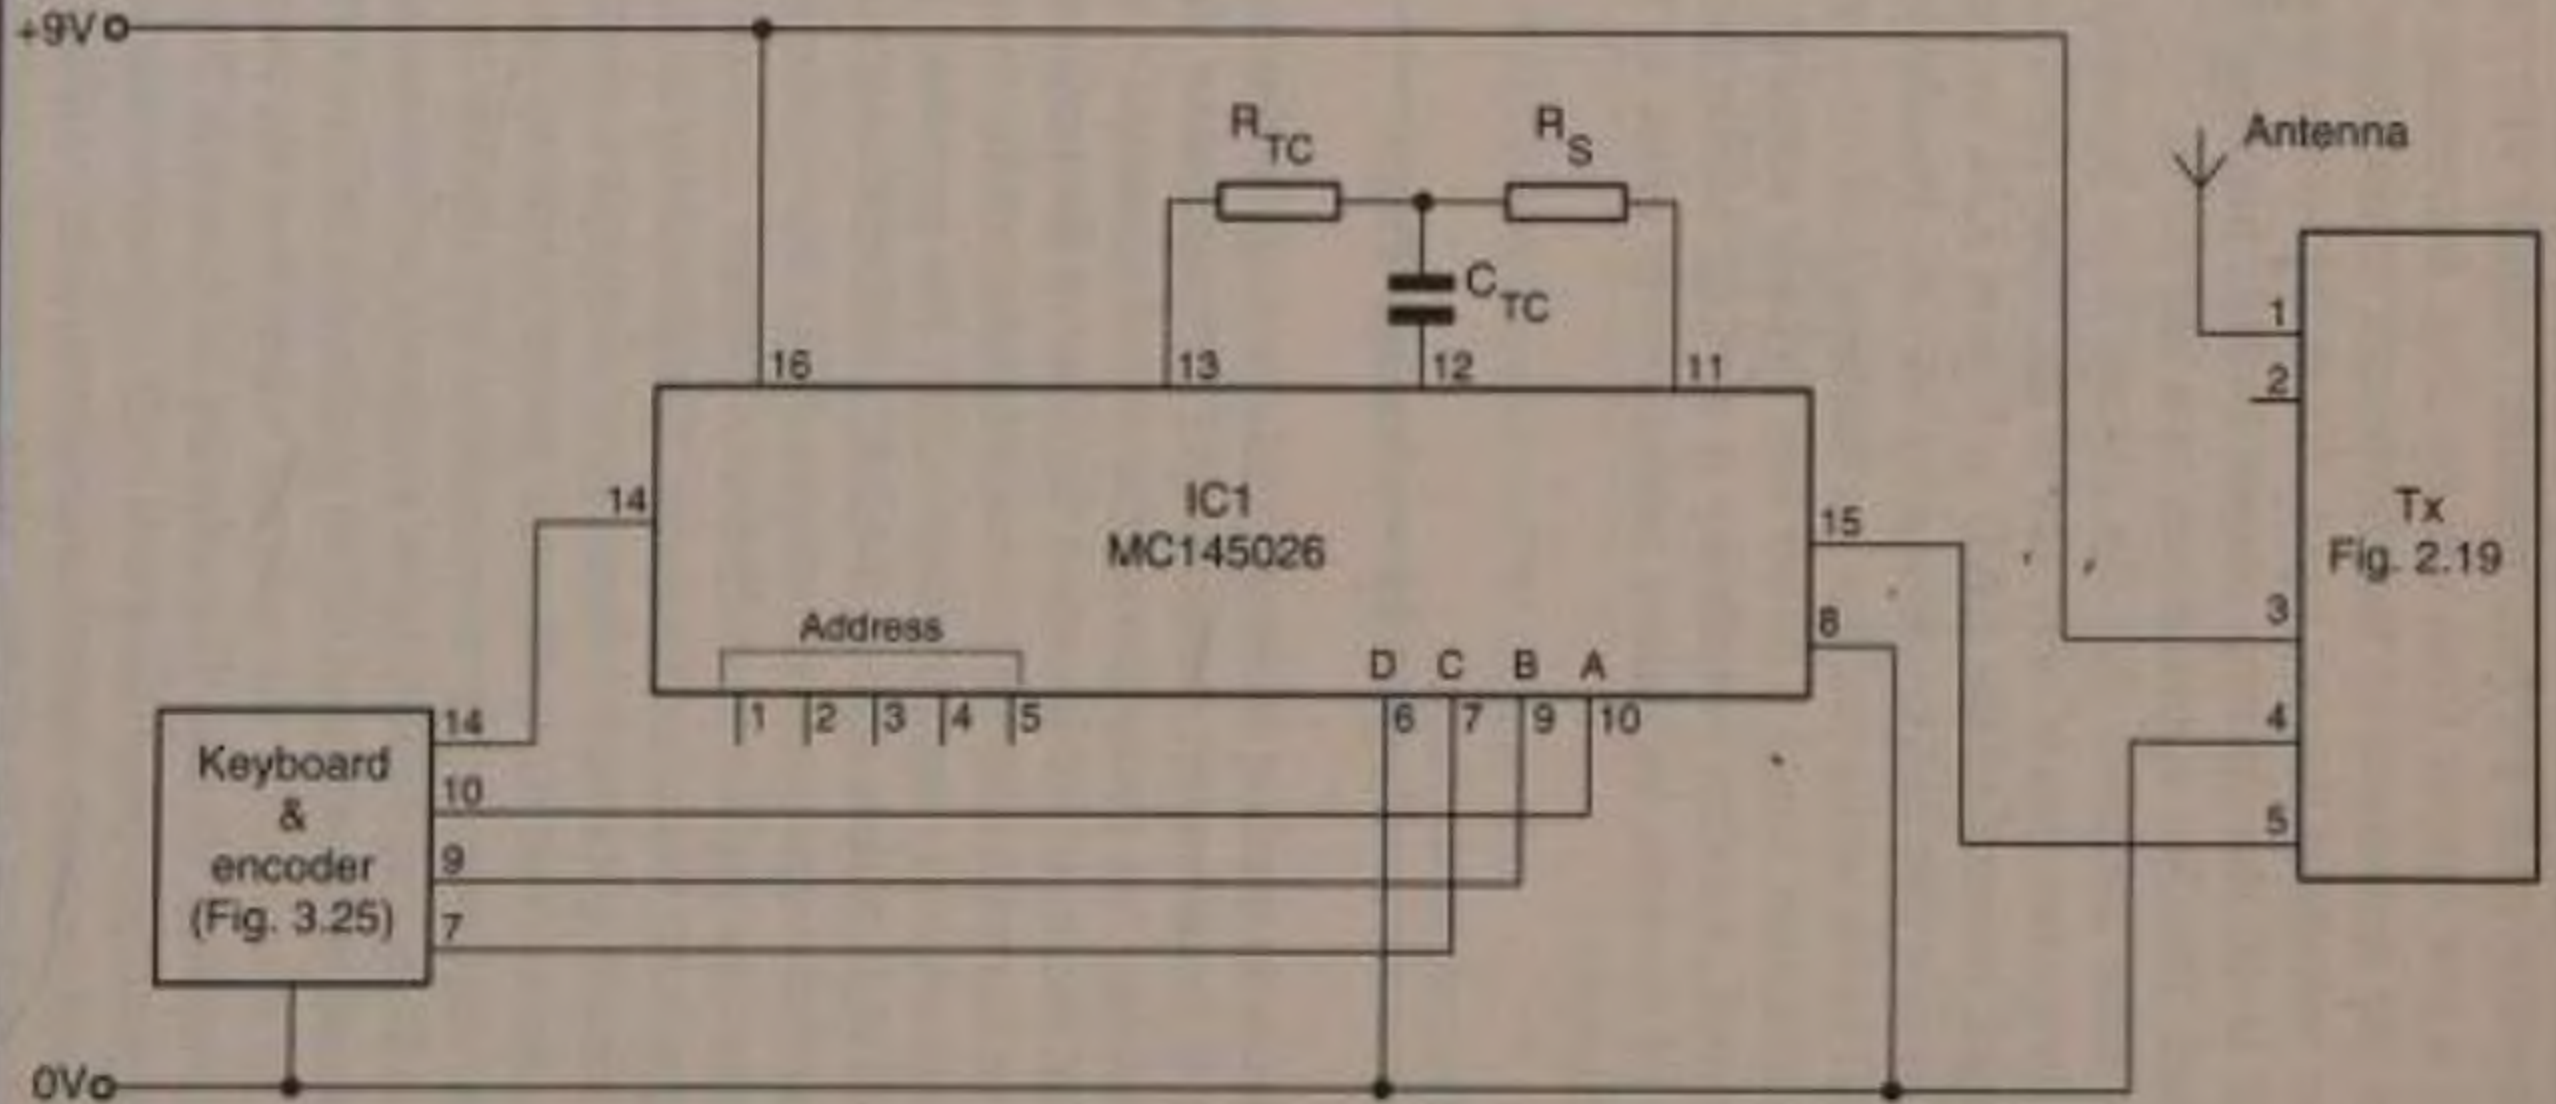 +9V
R TC
R S
Antenna
C TC
1
16
13
12
11
2
14
IC1
MC145026
15
Tx
Fig. 2.19
3
8
Address
D C B A
1 2 3 4 5
6 7 9 10
4
14
Keyboard
&
encoder
(Fig. 3.25)
10
9
7
5
0V